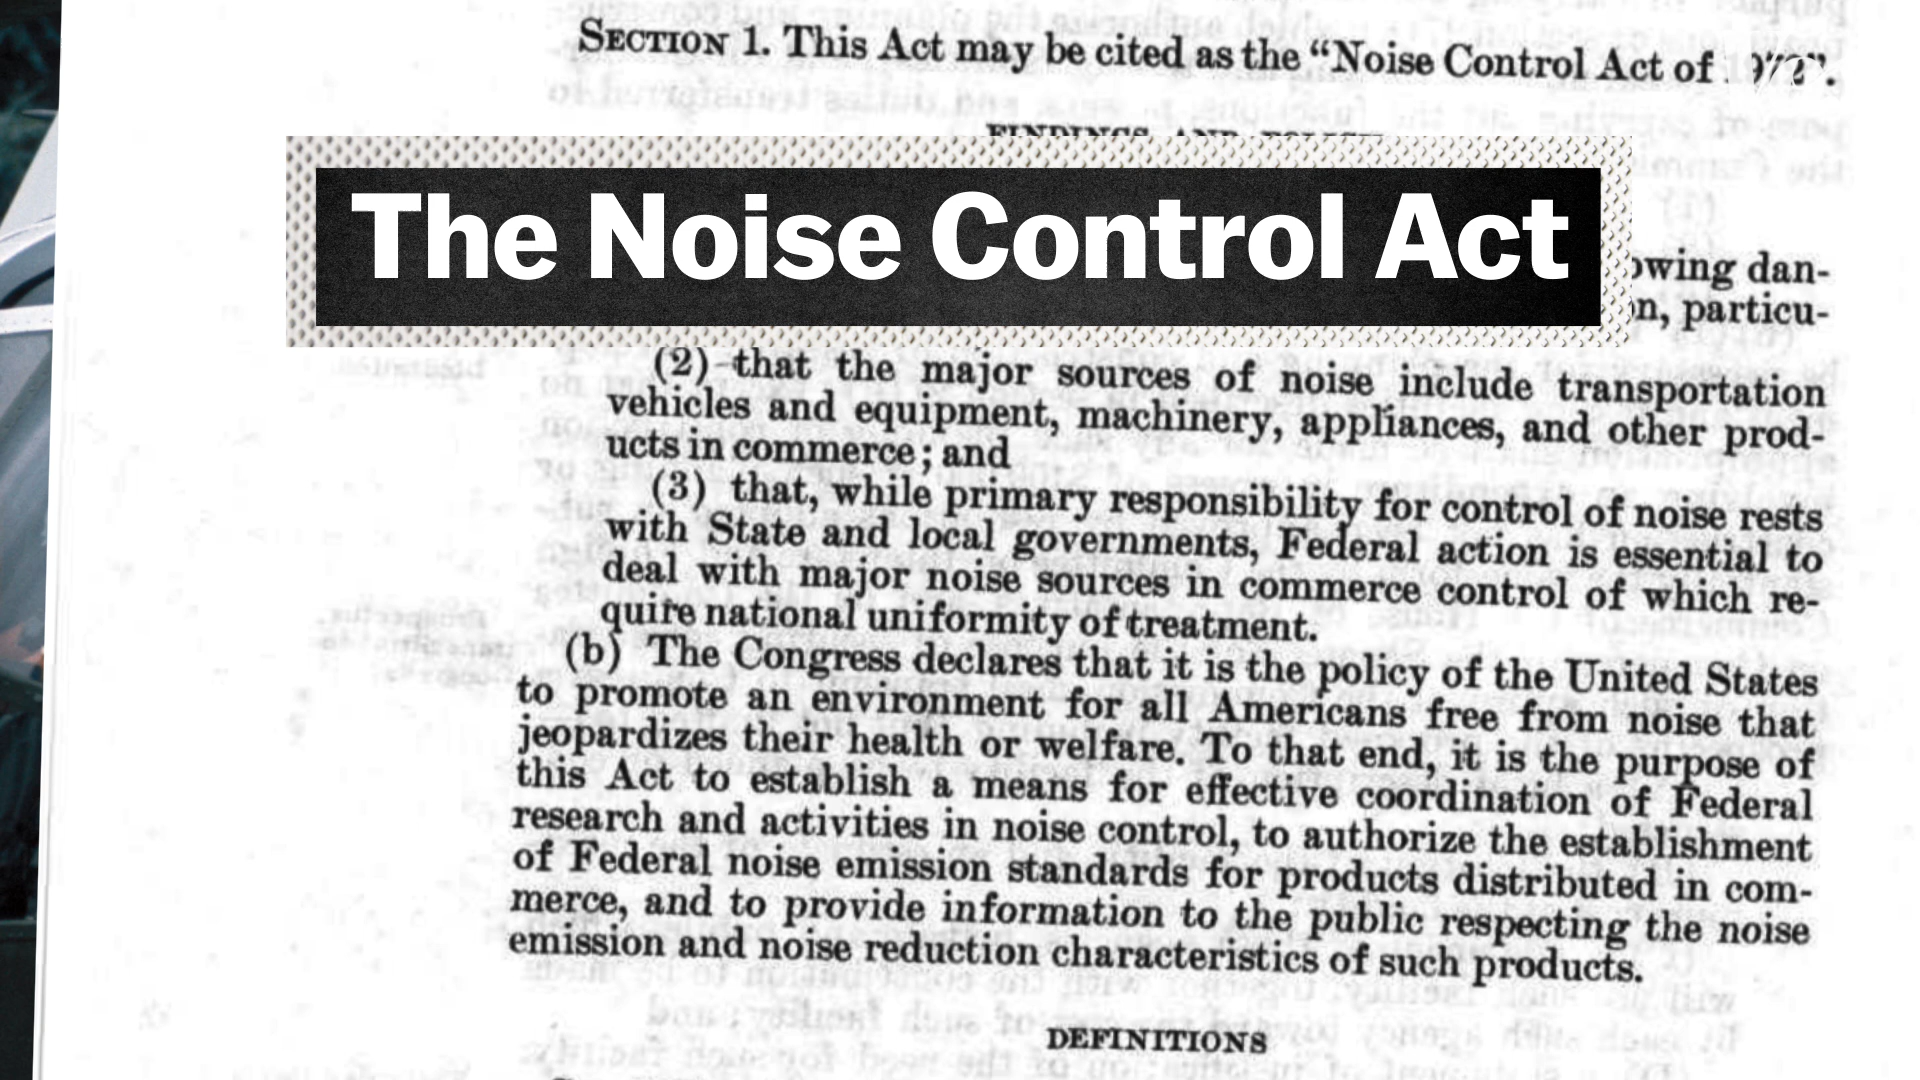 SECTION 1. This Act may be cited as the “Noise Control Act of 1972”.
FINDINGS AND POLICY
The Noise Control Act
owing dan-
on, particu-
(2) that the major sources of noise include transportation
vehicles and equipment, machinery, appliances, and other prod-
ucts in commerce; and
(3) that, while primary responsibility for control of noise rests
with State and local governments, Federal action is essential to
deal with major noise sources in commerce control of which re-
quire national uniformity of treatment.
(b) The Congress declares that it is the policy of the United States
to promote an environment for all Americans free from noise that
jeopardizes their health or welfare. To that end, it is the purpose of
this Act to establish a means for effective coordination of Federal
research and activities in noise control, to authorize the establishment
of Federal noise emission standards for products distributed in com-
merce, and to provide information to the public respecting the noise
emission and noise reduction characteristics of such products.
DEFINITIONS